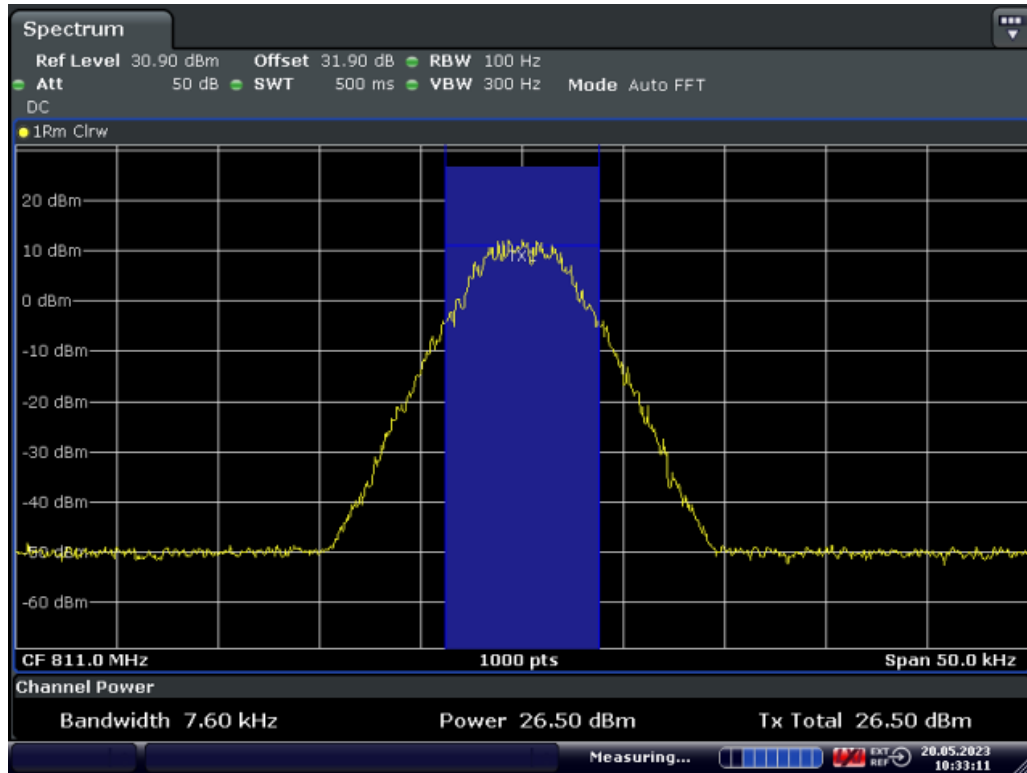 Spectrum
Ref Level 30.90 dBm Offset 31.90 dB RBW 100 Hz
Att 50 dB SWT 500 ms VBW 300 Hz Mode Auto FFT
DC
1Rm Clrw
20 dBm
10 dBm
0 dBm
-10 dBm
-20 dBm
-30 dBm
-40 dBm
-50 dBm
-60 dBm
CF 811.0 MHz 1000 pts Span 50.0 kHz
Channel Power
Bandwidth 7.60 kHz Power 26.50 dBm Tx Total 26.50 dBm
Measuring... EXT REF 20.05.2023
10:33:11